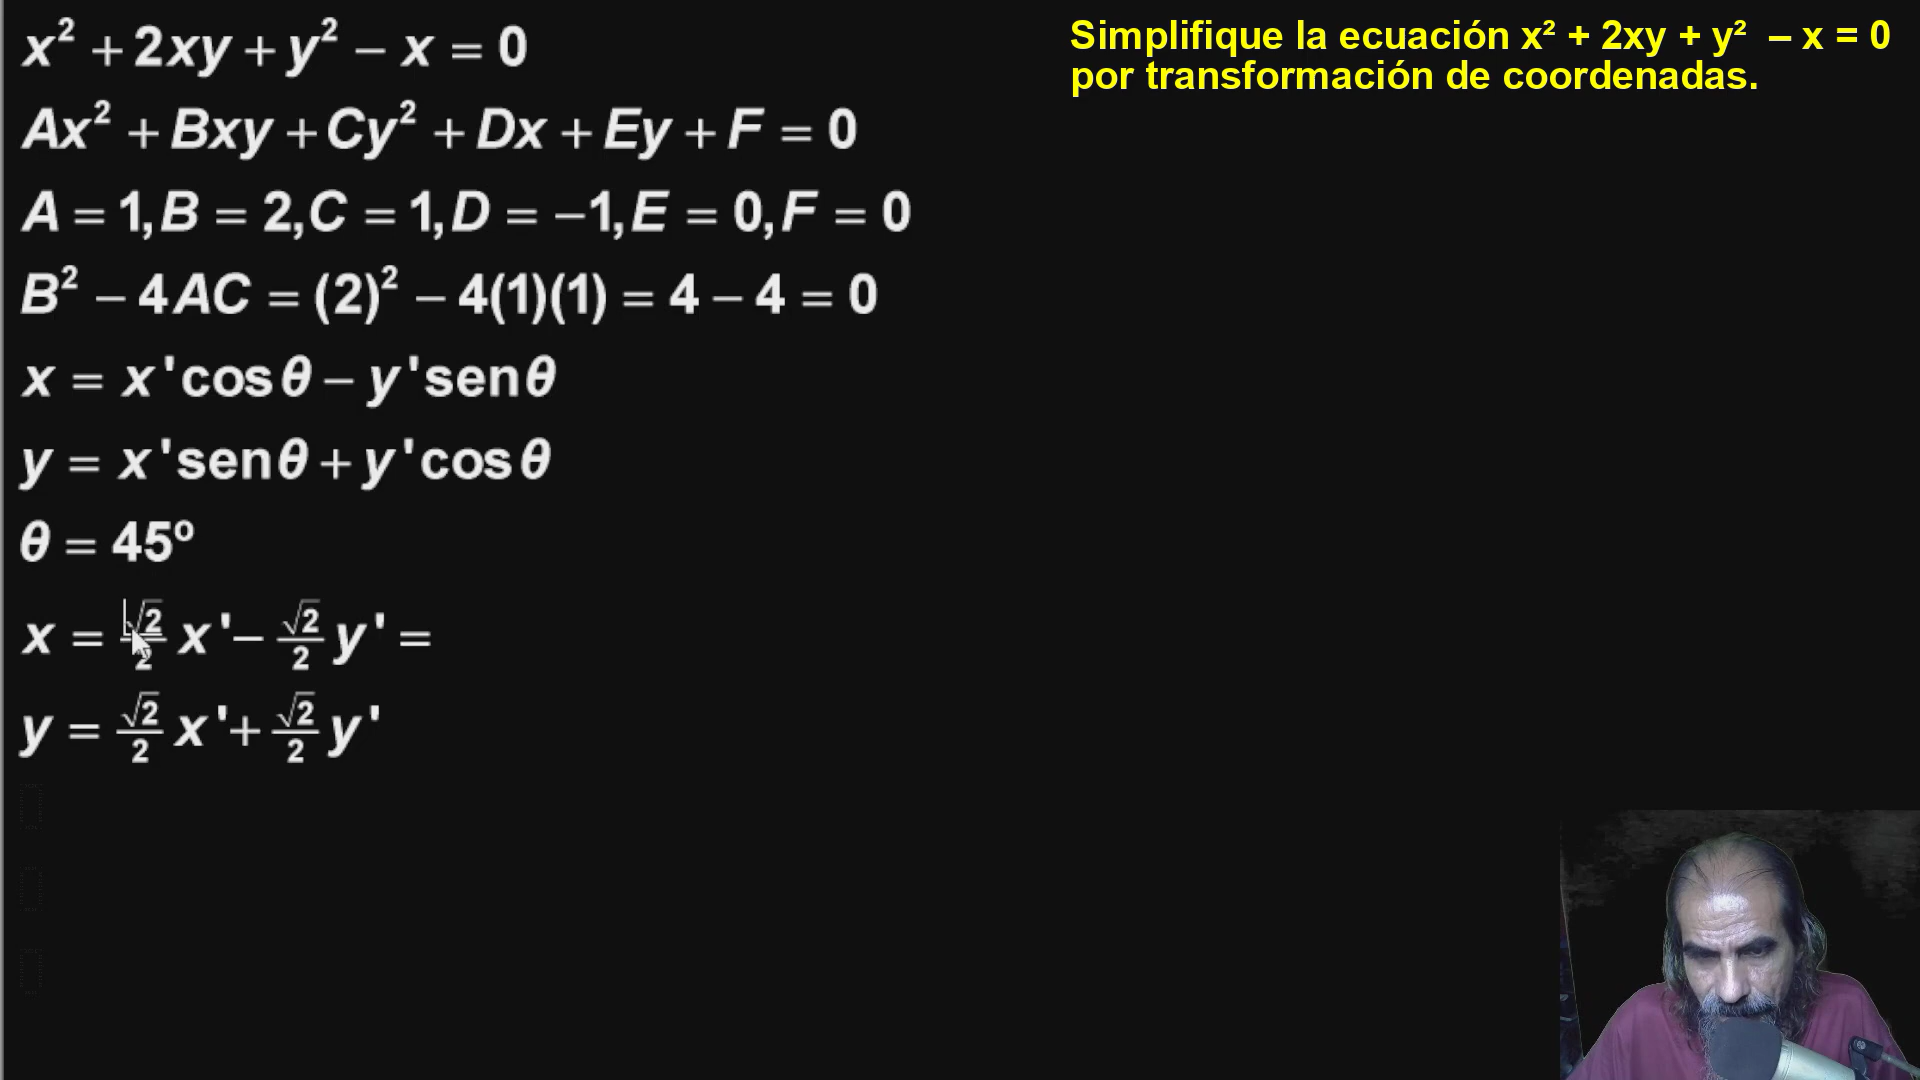 x² + 2xy + y² − x = 0
Simplifique la ecuación x² + 2xy + y² – x = 0
por transformación de coordenadas.
Ax² + Bxy + Cy² + Dx + Ey + F = 0
A = 1, B = 2, C = 1, D = −1, E = 0, F = 0
B² − 4AC = (2)² − 4(1)(1) = 4 − 4 = 0
x = x'cosθ − y'senθ
y = x'senθ + y'cosθ
θ = 45º
x = √2/2 x' − √2/2 y' =
y = √2/2 x' + √2/2 y'